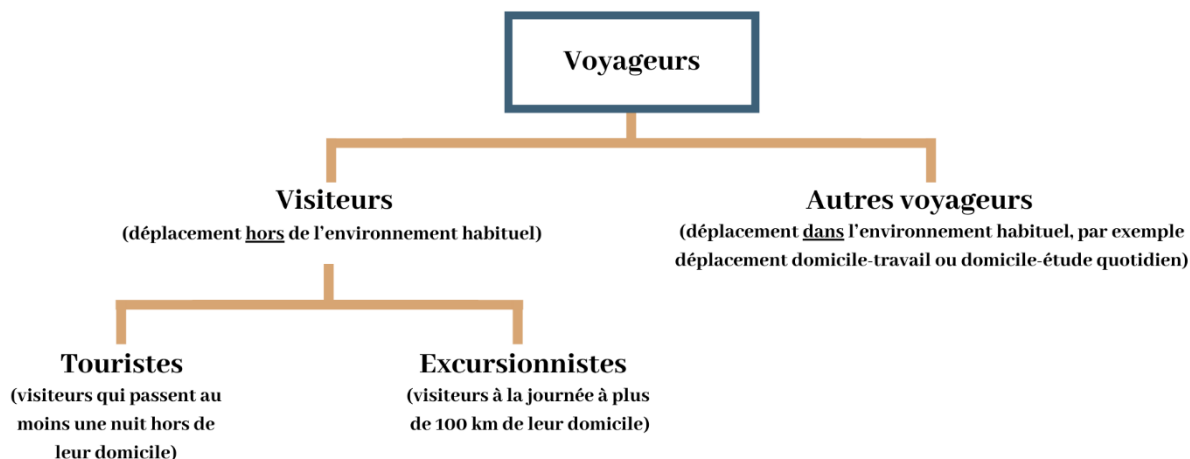 Voyageurs
Visiteurs
(déplacement hors de l'environnement habituel)
Autres voyageurs
(déplacement dans l'environnement habituel, par exemple
déplacement domicile-travail ou domicile-étude quotidien)
Touristes
(visiteurs qui passent au
moins une nuit hors de
leur domicile)
Excursionnistes
(visiteurs à la journée à plus
de 100 km de leur domicile)